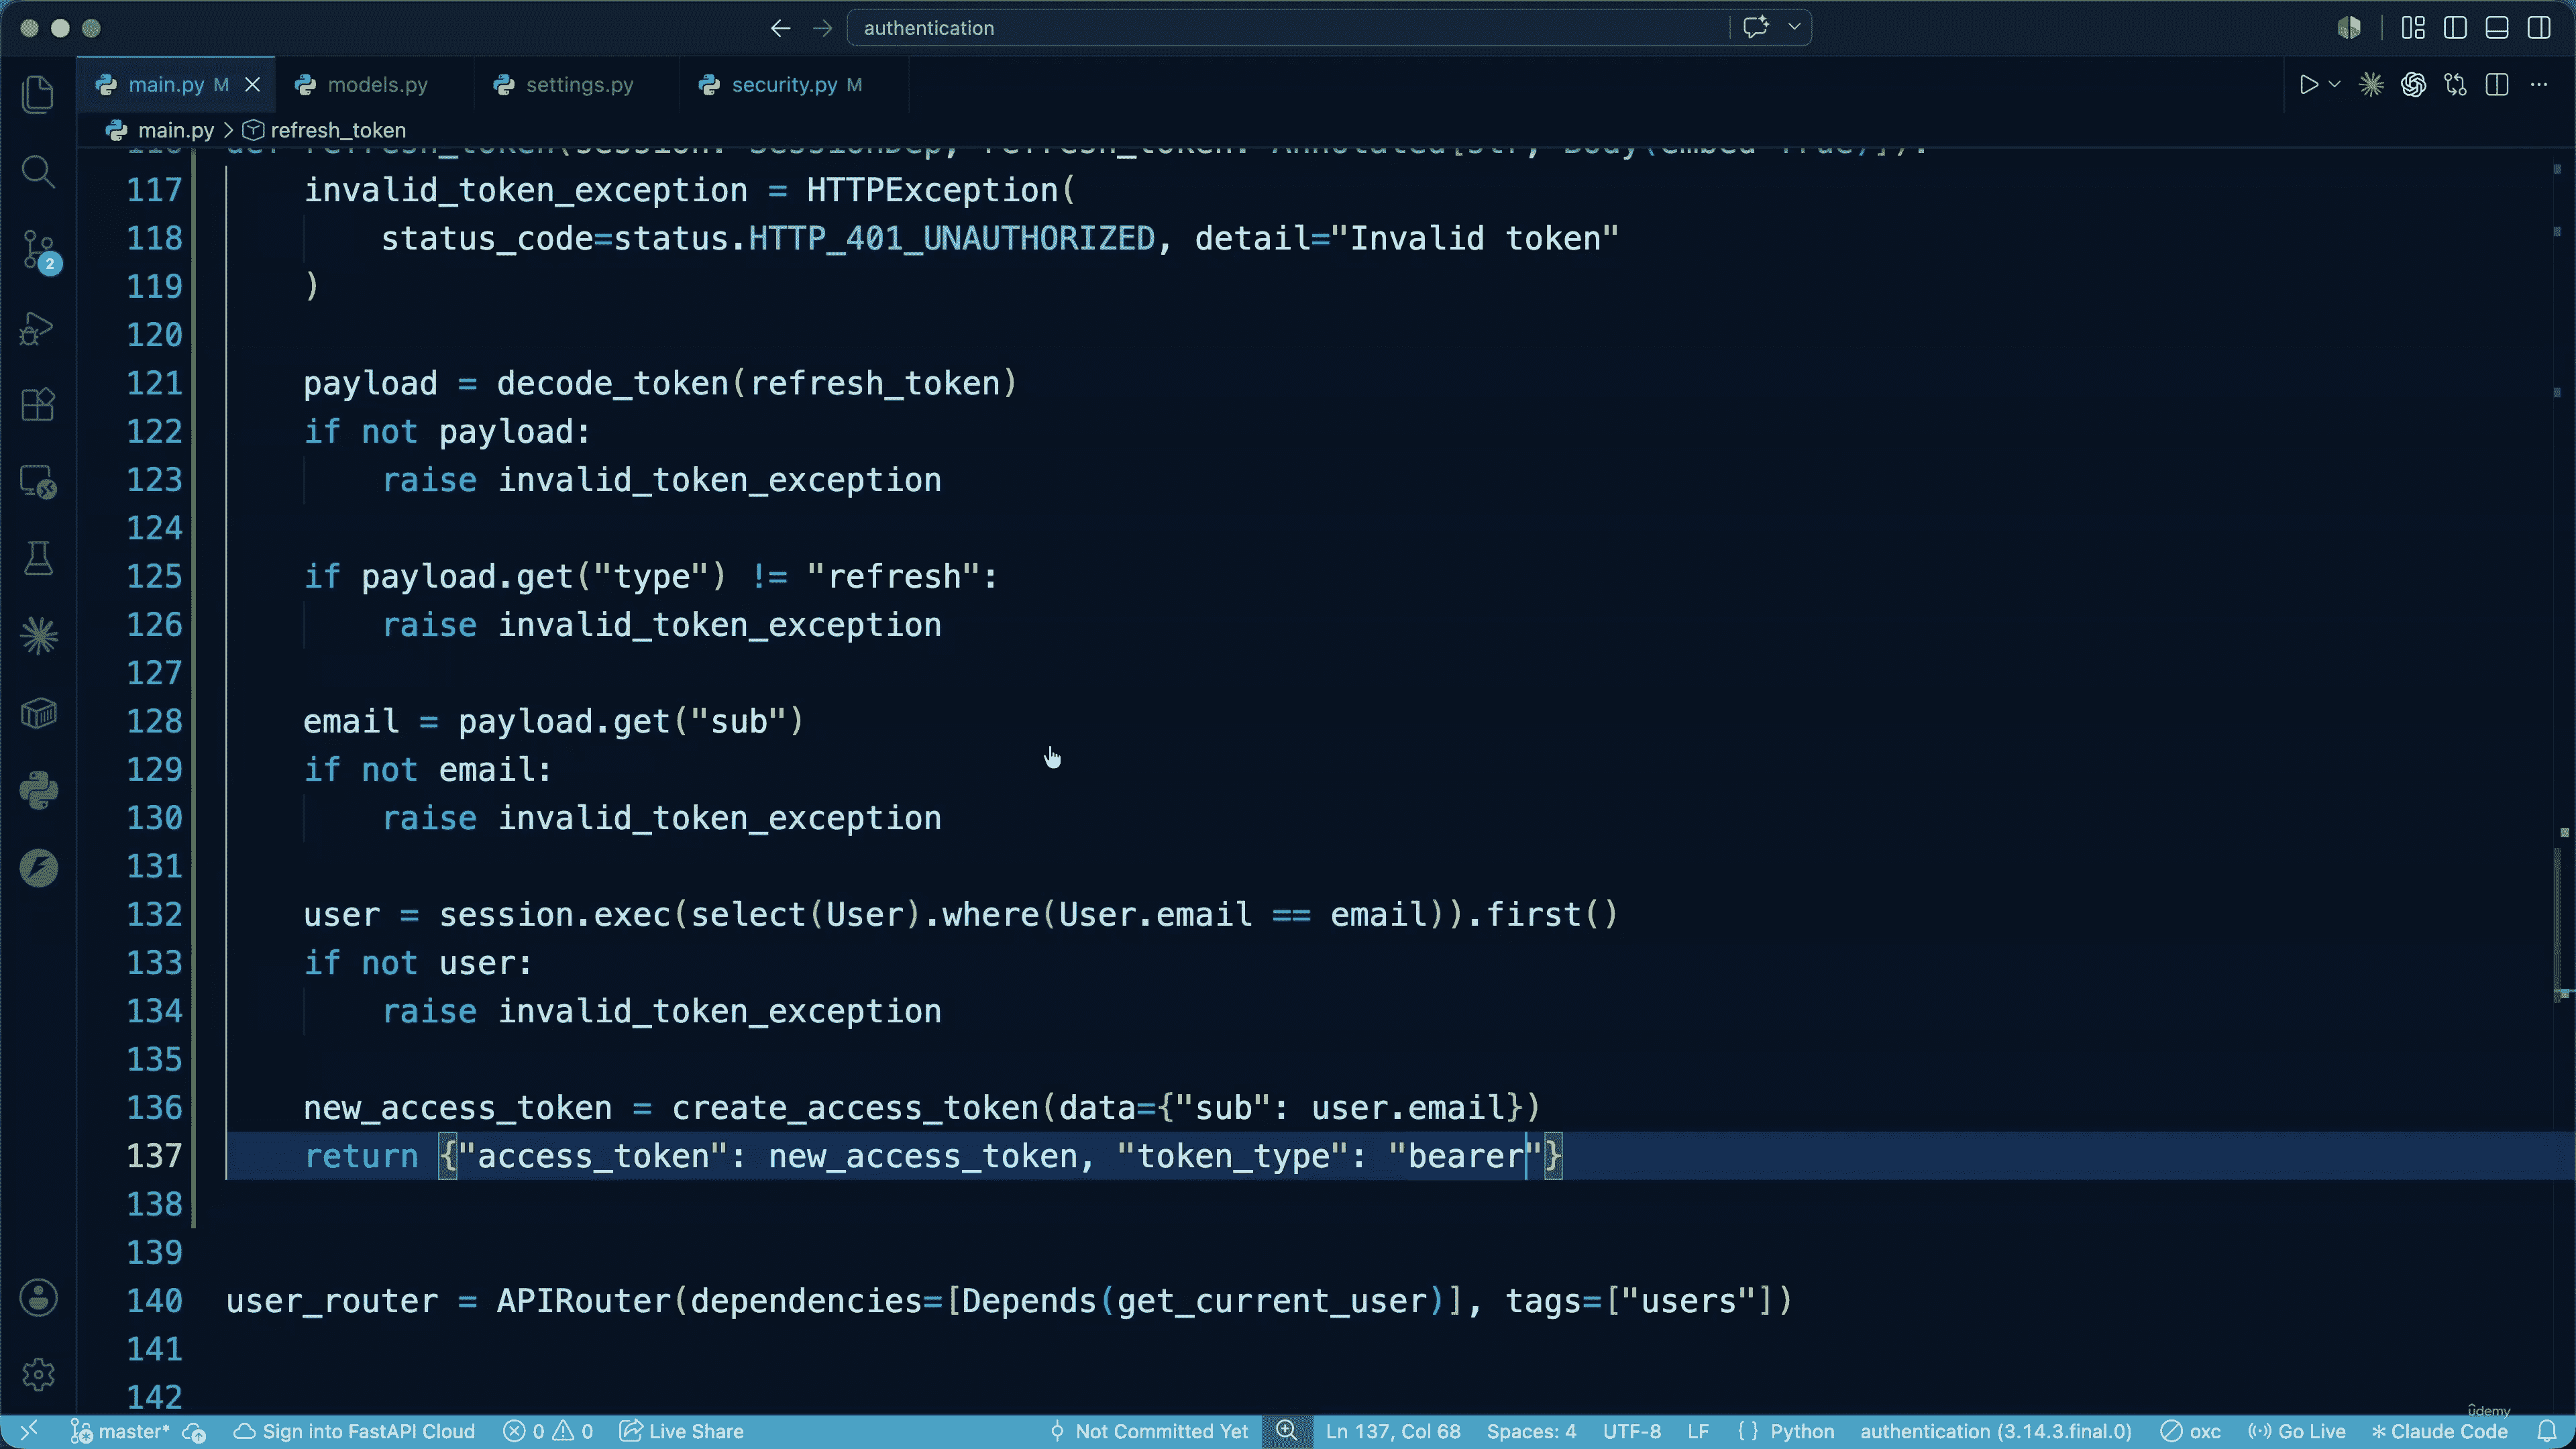 authentication
main.py M
models.py
settings.py
security.py M
main.py > refresh_token
117 invalid_token_exception = HTTPException(
118 status_code=status.HTTP_401_UNAUTHORIZED, detail="Invalid token"
119 )
120
121 payload = decode_token(refresh_token)
122 if not payload:
123 raise invalid_token_exception
124
125 if payload.get("type") != "refresh":
126 raise invalid_token_exception
127
128 email = payload.get("sub")
129 if not email:
130 raise invalid_token_exception
131
132 user = session.exec(select(User).where(User.email == email)).first()
133 if not user:
134 raise invalid_token_exception
135
136 new_access_token = create_access_token(data={"sub": user.email})
137 return {"access_token": new_access_token, "token_type": "bearer"}
138
139
140 user_router = APIRouter(dependencies=[Depends(get_current_user)], tags=["users"])
141
142
2
udemy
master* Sign into FastAPI Cloud 0 0 Live Share Not Committed Yet Ln 137, Col 68 Spaces: 4 UTF-8 LF {} Python authentication (3.14.3.final.0) oxc Go Live Claude Code